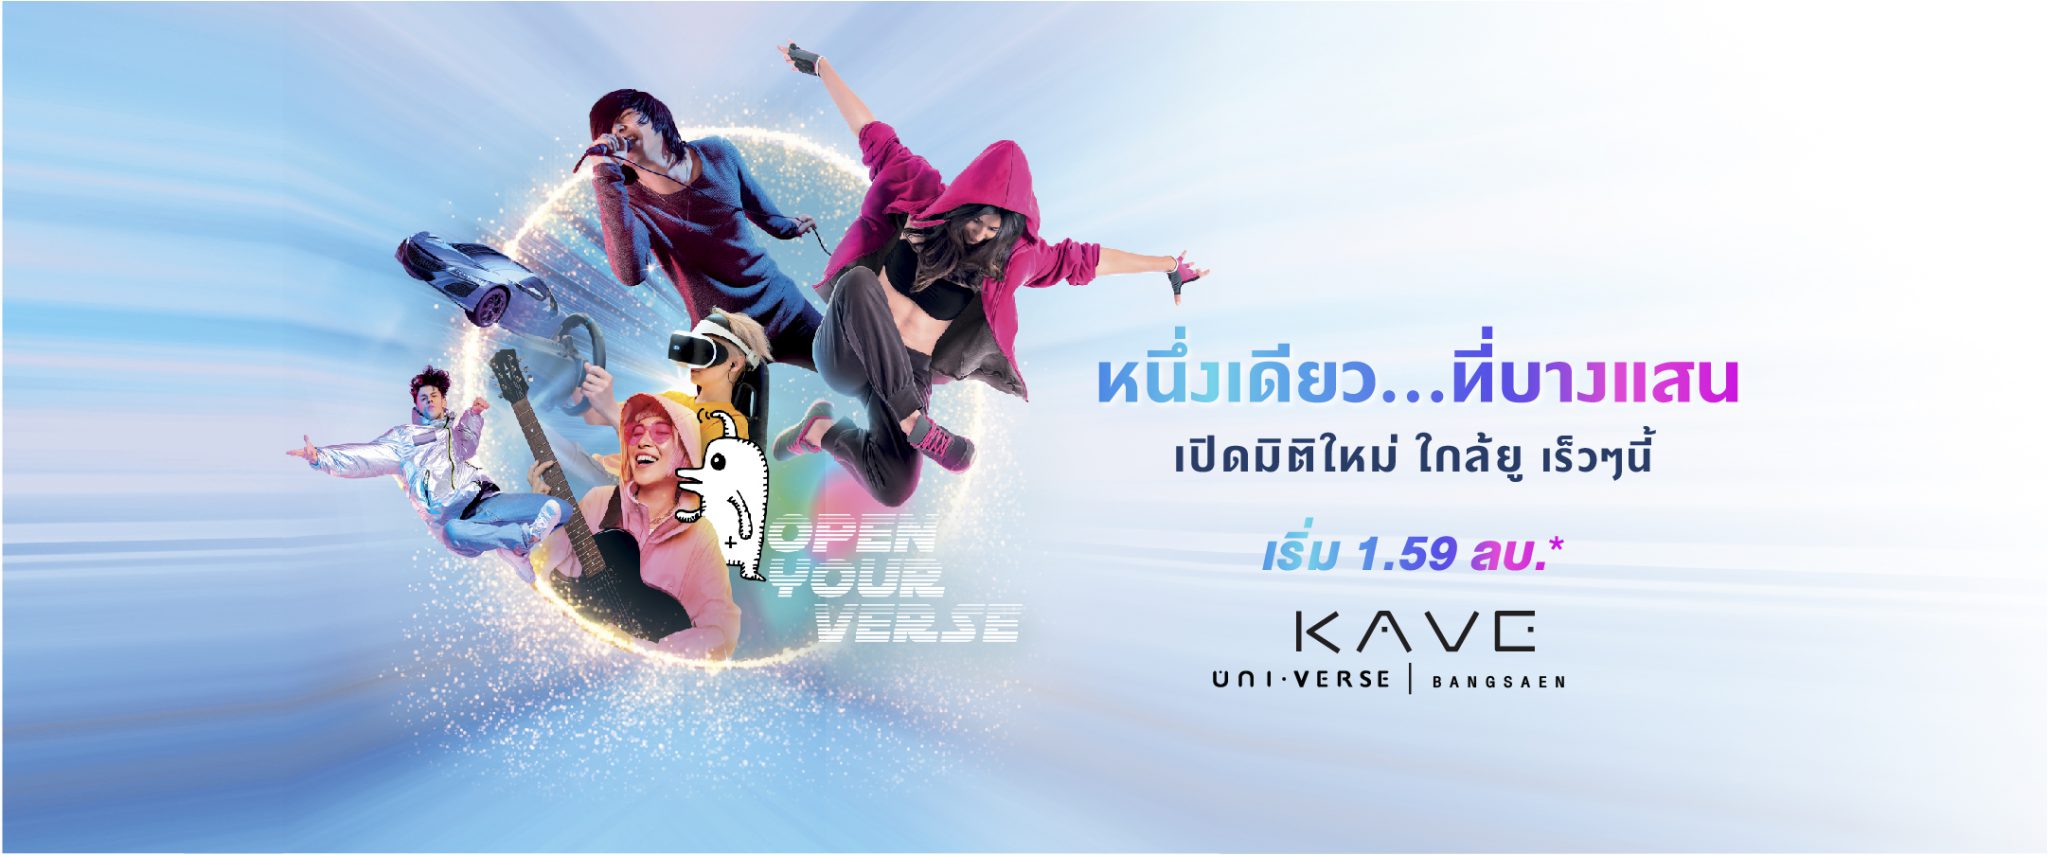 OPEN
YOUR
VERSE
หนึ่งเดียว...ที่บางแสน
เปิดมิติใหม่ ใกล้ยู เร็วๆนี้
เริ่ม 1.59 ลบ.*
KAVE
UNI·VERSE | BANGSAEN